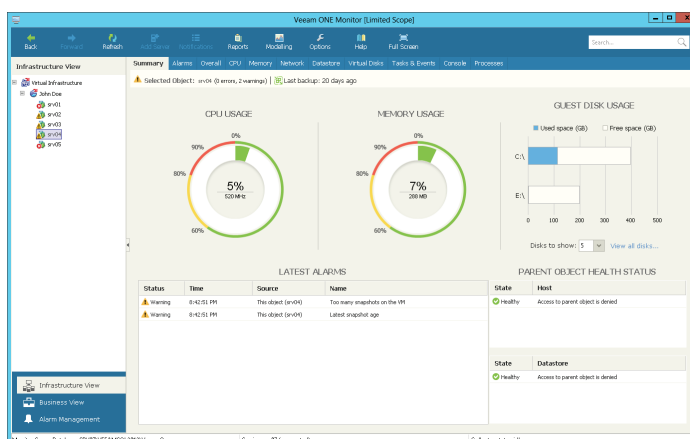 Veeam ONE Monitor [Limited Scope]
Back Forward Refresh Add Server Notifications Reports Modelling Options Help Full Screen
Search...
Infrastructure View
Summary Alarms Overall CPU Memory Network Datastore Virtual Disks Tasks & Events Console Processes
Virtual Infrastructure
John Doe
srv01
srv02
srv03
srv04
srv05
Selected Object: srv04 (0 errors, 2 warnings) Last backup: 20 days ago
CPU USAGE
0%
90%
80%
60%
5%
520 MHz
MEMORY USAGE
0%
90%
80%
60%
7%
288 MB
GUEST DISK USAGE
Used space (GB) Free space (GB)
C:\
E:\
0 100 200 300 400 500
Disks to show: 5 View all disks...
LATEST ALARMS
Status Time Source Name
Warning 8:42:51 PM This object (srv04) Too many snapshots on the VM
Warning 8:42:51 PM This object (srv04) Latest snapshot age
PARENT OBJECT HEALTH STATUS
State Host
Healthy Access to parent object is denied
State Datastore
Healthy Access to parent object is denied
Infrastructure View
Business View
Alarm Management